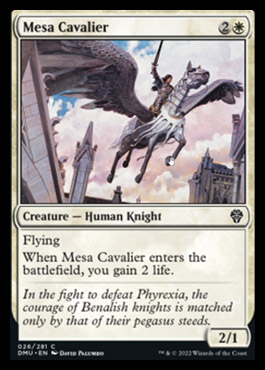 Mesa Cavalier 2
Creature — Human Knight
Flying
When Mesa Cavalier enters the
battlefield, you gain 2 life.
In the fight to defeat Phyrexia, the
courage of Benalish knights is matched
only by that of their pegasus steeds.
2/1
026/281 C
DMU • EN DAVID PALUMBO ™ & © 2022 Wizards of the Coast